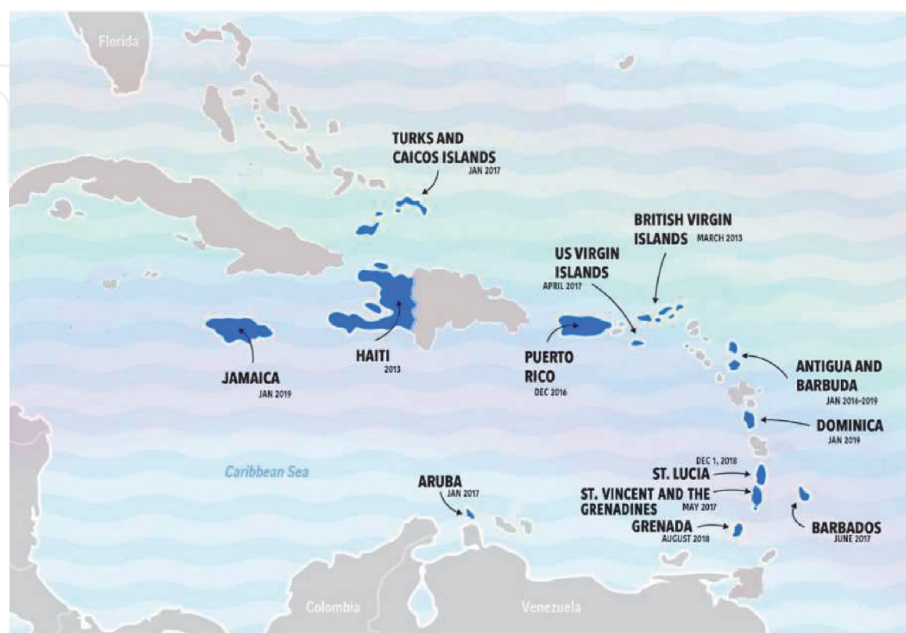 Florida
TURKS AND
CAICOS ISLANDS
JAN 2017
BRITISH VIRGIN
ISLANDS MARCH 2013
US VIRGIN
ISLANDS
APRIL 2017
JAMAICA
JAN 2019
HAITI
2013
PUERTO
RICO
DEC 2016
ANTIGUA AND
BARBUDA
JAN 2016-2019
DOMINICA
JAN 2019
Caribbean Sea
ARUBA
JAN 2017
DEC 1, 2018
ST. LUCIA
ST. VINCENT AND THE
GRENADINES MAY 2017
GRENADA
AUGUST 2018
BARBADOS
JUNE 2017
Colombia
Venezuela